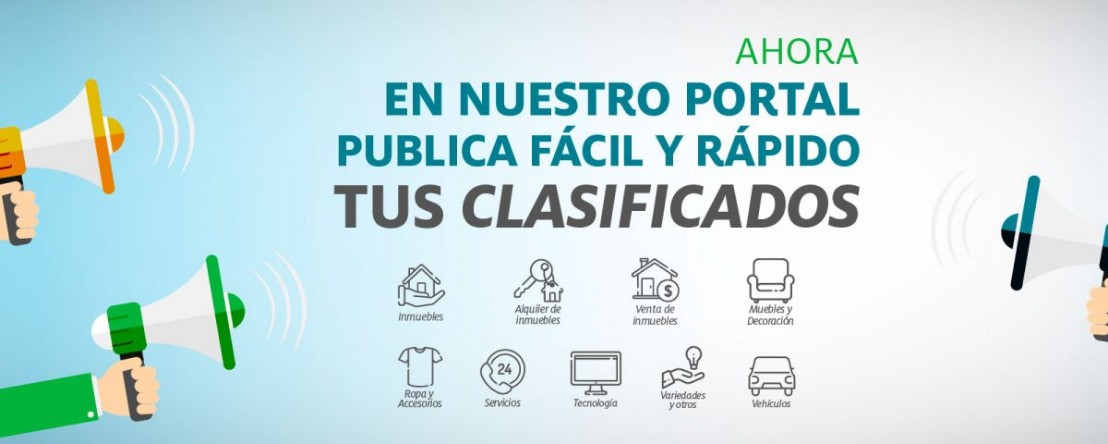 AHORA
EN NUESTRO PORTAL
PUBLICA FÁCIL Y RÁPIDO
TUS CLASIFICADOS
Inmuebles
Alquiler de
inmuebles
Venta de
inmuebles
Muebles y
Decoración
Ropa y
Accesorios
24
Servicios
Tecnología
Variedades
y otros
Vehículos
$